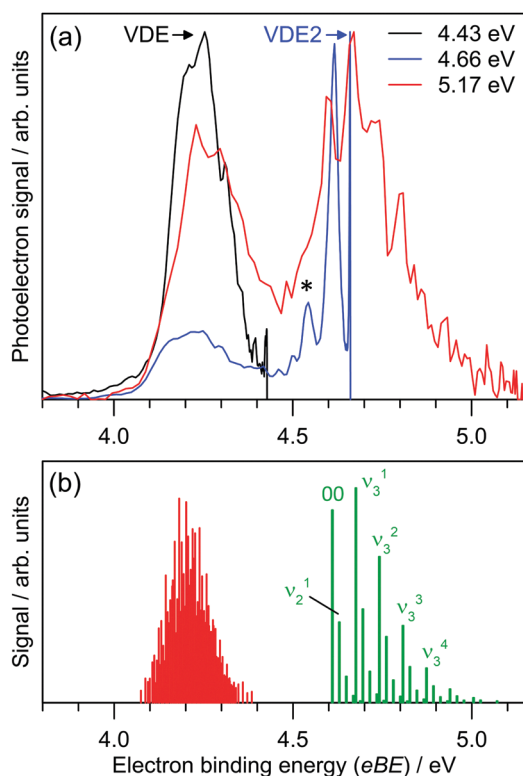 (a)
VDE→
VDE2→
4.43 eV
4.66 eV
5.17 eV
*
Photoelectron signal / arb. units
4.0 4.5 5.0
(b)
00
ν₃¹
ν₃²
ν₂¹
ν₃³
ν₃⁴
Signal / arb. units
4.0 4.5 5.0
Electron binding energy (eBE) / eV